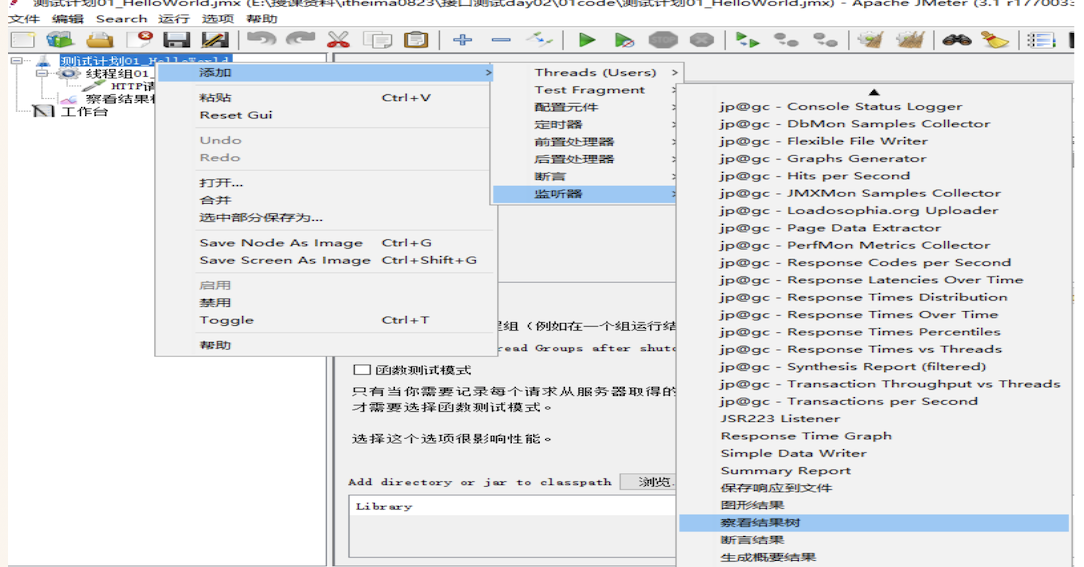 测试计划01_HelloWorld.jmx (E:\授课资料\itheima0823\接口测试day02\01code\测试计划01_HelloWorld.jmx) - Apache JMeter (3.1 r1770033
文件 编辑 Search 运行 选项 帮助
测试计划01_HelloWorld
线程组01_
HTTP请
察看结果树
工作台
添加
粘贴 Ctrl+V
Reset Gui
Undo
Redo
打开...
合并
选中部分保存为...
Save Node As Image Ctrl+G
Save Screen As Image Ctrl+Shift+G
启用
禁用
Toggle Ctrl+T
帮助
Threads (Users)
Test Fragment
配置元件
定时器
前置处理器
后置处理器
断言
监听器
jp@gc - Console Status Logger
jp@gc - DbMon Samples Collector
jp@gc - Flexible File Writer
jp@gc - Graphs Generator
jp@gc - Hits per Second
jp@gc - JMXMon Samples Collector
jp@gc - Loadosophia.org Uploader
jp@gc - Page Data Extractor
jp@gc - PerfMon Metrics Collector
jp@gc - Response Codes per Second
jp@gc - Response Latencies Over Time
jp@gc - Response Times Distribution
jp@gc - Response Times Over Time
jp@gc - Response Times Percentiles
jp@gc - Response Times vs Threads
jp@gc - Synthesis Report (filtered)
jp@gc - Transaction Throughput vs Threads
jp@gc - Transactions per Second
JSR223 Listener
Response Time Graph
Simple Data Writer
Summary Report
保存响应到文件
图形结果
察看结果树
断言结果
生成概要结果
程组（例如在一个组运行结
read Groups after shutd
函数测试模式
只有当你需要记录每个请求从服务器取得的
才需要选择函数测试模式。
选择这个选项很影响性能。
Add directory or jar to classpath 浏览.
Library